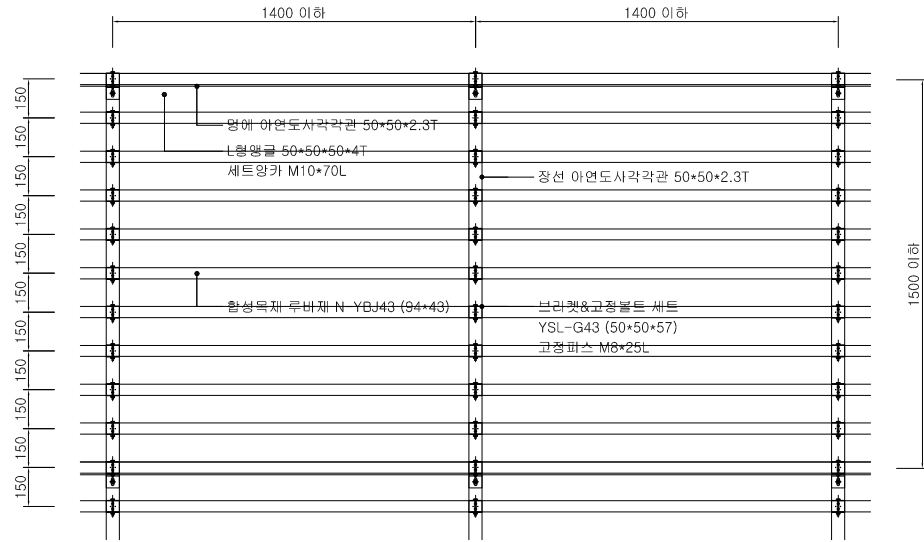 1400 이하
1400 이하
150
150
150
150
150
150
150
150
150
150
150
1500 이하
멍에 아연도사각각관 50*50*2.3T
L형앵글 50*50*50*4T
세트앙카 M10*70L
장선 아연도사각각관 50*50*2.3T
합성목재 루바재 N-YBJ43 (94*43)
브라켓&고정볼트 세트
YSL-G43 (50*50*57)
고정피스 M8*25L